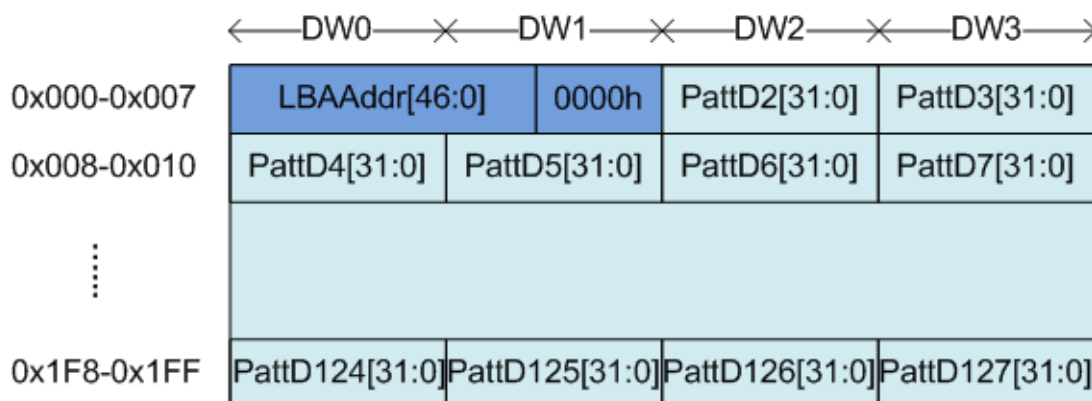 DW0 DW1 DW2 DW3
0x000-0x007 LBAAddr[46:0] 0000h PattD2[31:0] PattD3[31:0]
0x008-0x010 PattD4[31:0] PattD5[31:0] PattD6[31:0] PattD7[31:0]
0x1F8-0x1FF PattD124[31:0] PattD125[31:0] PattD126[31:0] PattD127[31:0]